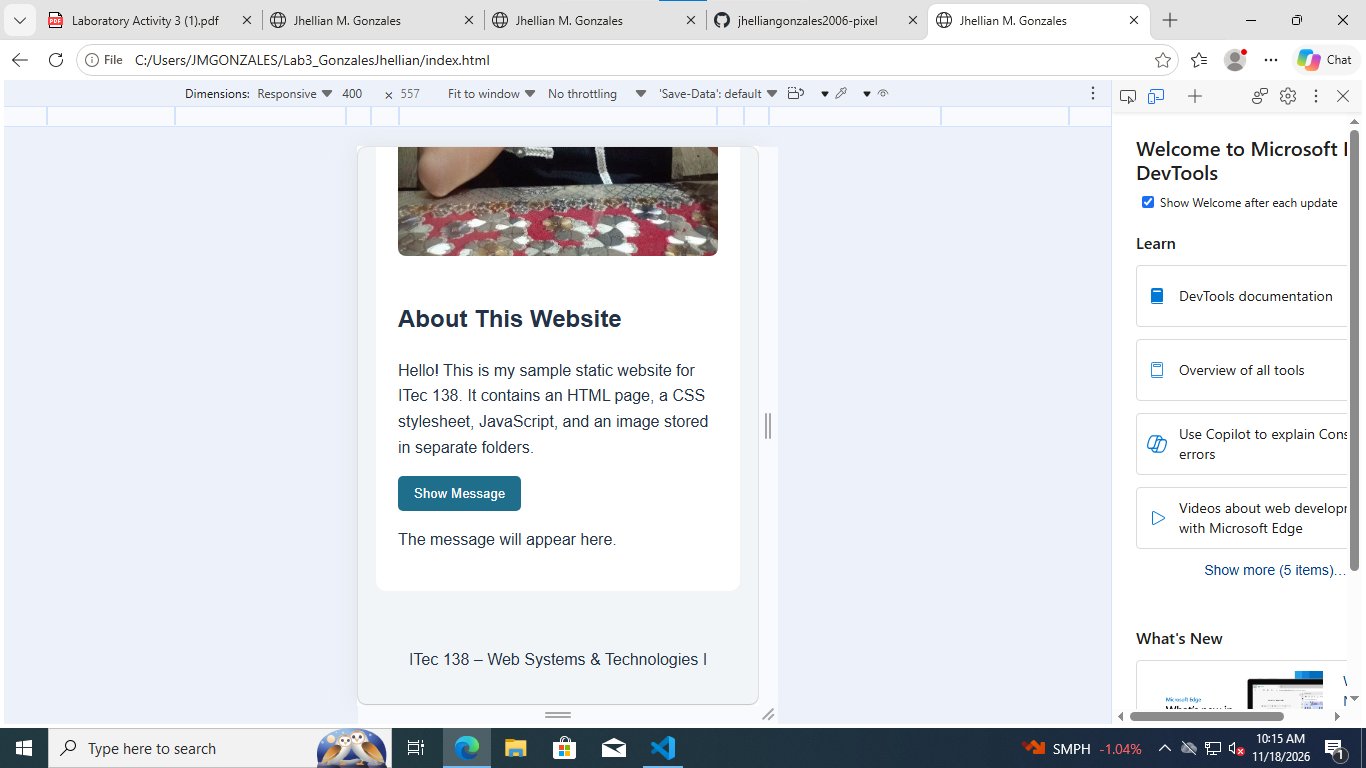 Laboratory Activity 3 (1).pdf
Jhellian M. Gonzales
Jhellian M. Gonzales
jhelliangonzales2006-pixel
Jhellian M. Gonzales
File
C:/Users/JMGONZALES/Lab3_GonzalesJhellian/index.html
Chat
Dimensions: Responsive 400 × 557 Fit to window No throttling 'Save-Data': default
About This Website
Hello! This is my sample static website for
ITec 138. It contains an HTML page, a CSS
stylesheet, JavaScript, and an image stored
in separate folders.
Show Message
The message will appear here.
ITec 138 – Web Systems & Technologies I
Welcome to Microsoft
DevTools
Show Welcome after each update
Learn
DevTools documentation
Overview of all tools
Use Copilot to explain Cons
errors
Videos about web develop
with Microsoft Edge
Show more (5 items)...
What's New
Microsoft Edge
Type here to search
SMPH -1.04%
10:15 AM
11/18/2026
1